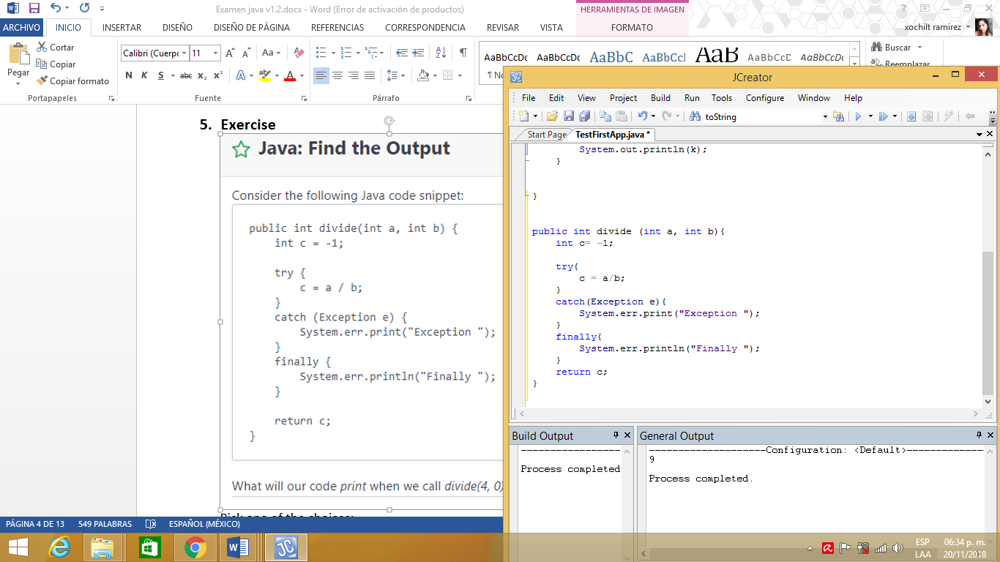 Examen java v1.2.docx - Word (Error de activación de productos)
HERRAMIENTAS DE IMAGEN
ARCHIVO INICIO INSERTAR DISEÑO DISEÑO DE PÁGINA REFERENCIAS CORRESPONDENCIA REVISAR VISTA FORMATO
xochilt ramirez
Pegar
Cortar
Copiar
Copiar formato
Portapapeles
Calibri (Cuerpo 11
N K S abc x₂ x²
Fuente
Párrafo
AaBbCcDc AaBbCcDc AaBbC AaBbCcI AaB AaBbCcD AaBbCcDc
Buscar
Reemplazar
5. Exercise
Java: Find the Output
Consider the following Java code snippet:
public int divide(int a, int b) {
int c = -1;
try {
c = a / b;
}
catch (Exception e) {
System.err.print("Exception ");
}
finally {
System.err.println("Finally ");
}
return c;
}
What will our code print when we call divide(4, 0)
Pick one of the choices:
JCreator
File Edit View Project Build Run Tools Configure Window Help
toString
Start Page TestFirstApp.java *
System.out.println(k);
}
}
public int divide (int a, int b){
int c= -1;
try{
c = a/b;
}
catch(Exception e){
System.err.print("Exception ");
}
finally{
System.err.println("Finally ");
}
return c;
}
Build Output
Process completed
General Output
--------------------Configuration: <Default>--------------
9
Process completed.
PÁGINA 4 DE 13 549 PALABRAS ESPAÑOL (MÉXICO)
ESP
LAA
06:34 p. m.
20/11/2018